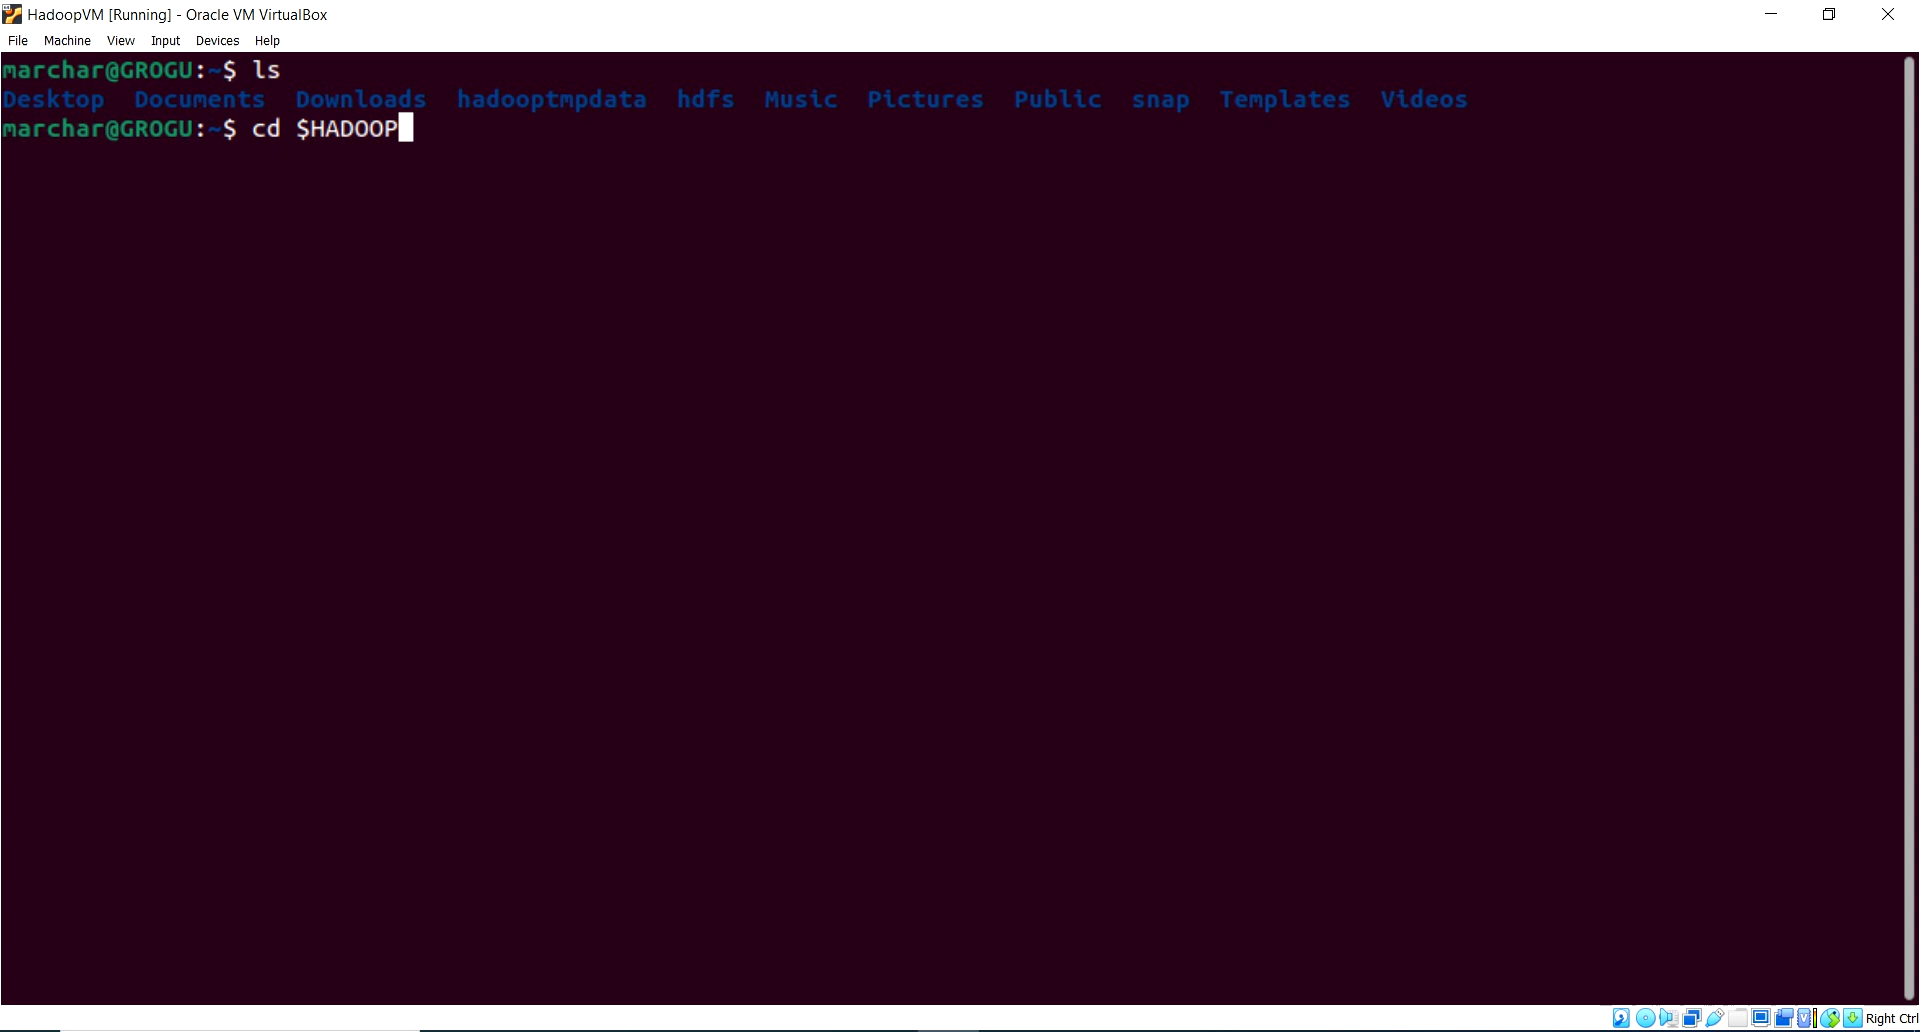 HadoopVM [Running] - Oracle VM VirtualBox
File Machine View Input Devices Help
marchar@GROGU:~$ ls
Desktop Documents Downloads hadooptmpdata hdfs Music Pictures Public snap Templates Videos
marchar@GROGU:~$ cd $HADOOP
Right Ctrl